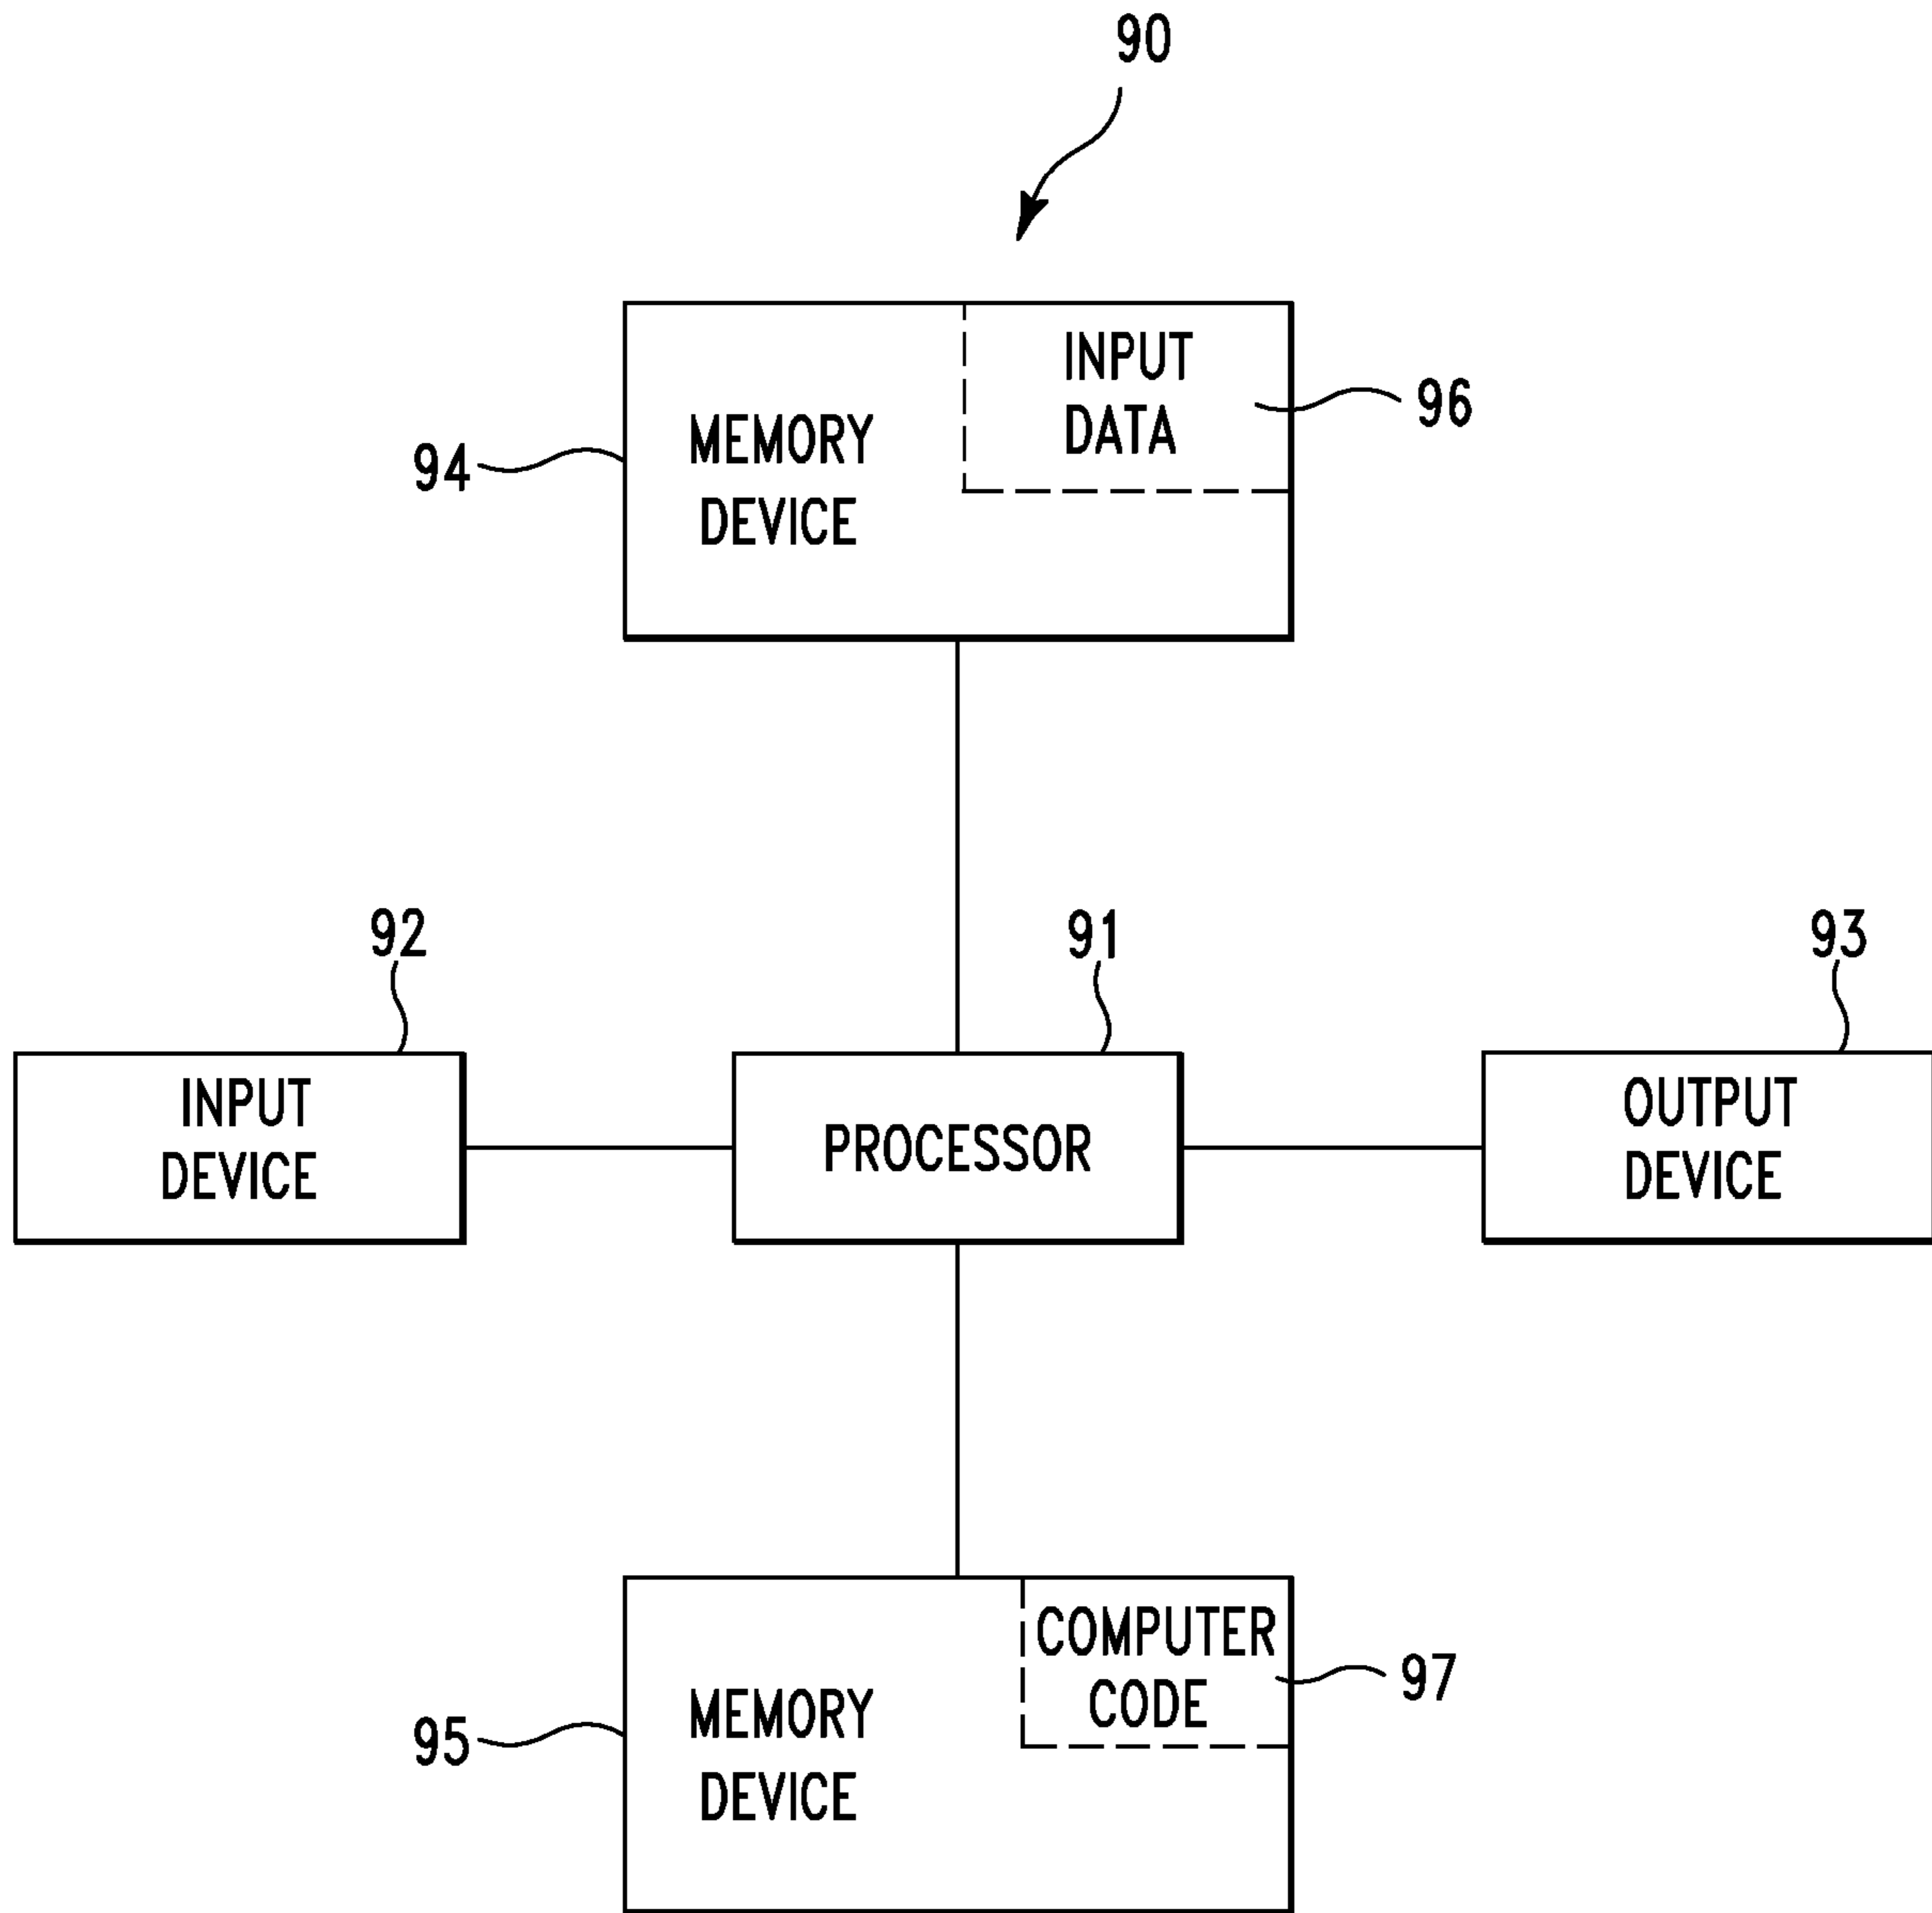 90
INPUT
DATA
96
94
MEMORY
DEVICE
92
91
93
INPUT
DEVICE
PROCESSOR
OUTPUT
DEVICE
COMPUTER
CODE
97
95
MEMORY
DEVICE